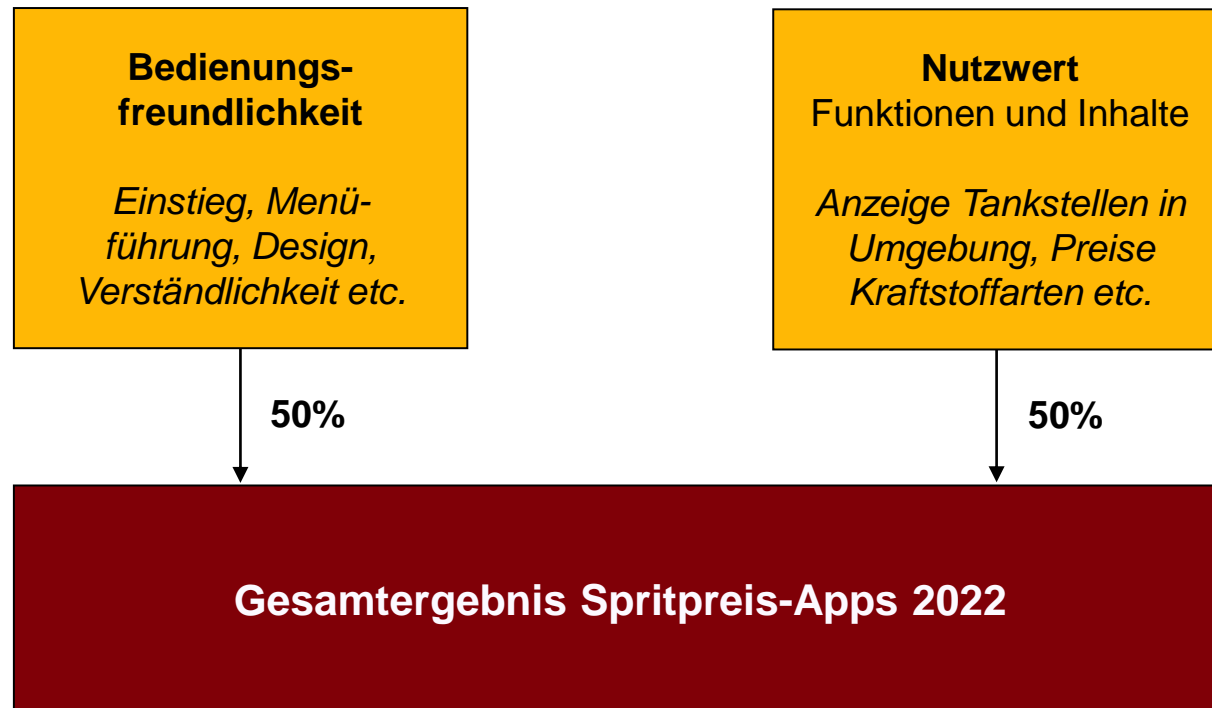 Bedienungs-
freundlichkeit
Einstieg, Menü-
führung, Design,
Verständlichkeit etc.
50%
Nutzwert
Funktionen und Inhalte
Anzeige Tankstellen in
Umgebung, Preise
Kraftstoffarten etc.
50%
Gesamtergebnis Spritpreis-Apps 2022